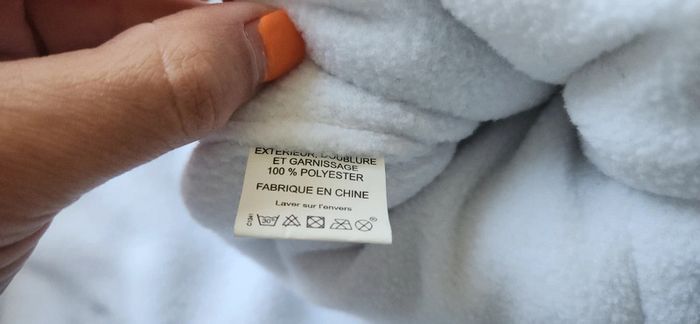 EXTERIEUR, DOUBLURE
ET GARNISSAGE
100 % POLYESTER
FABRIQUE EN CHINE
Laver sur l'envers
30°